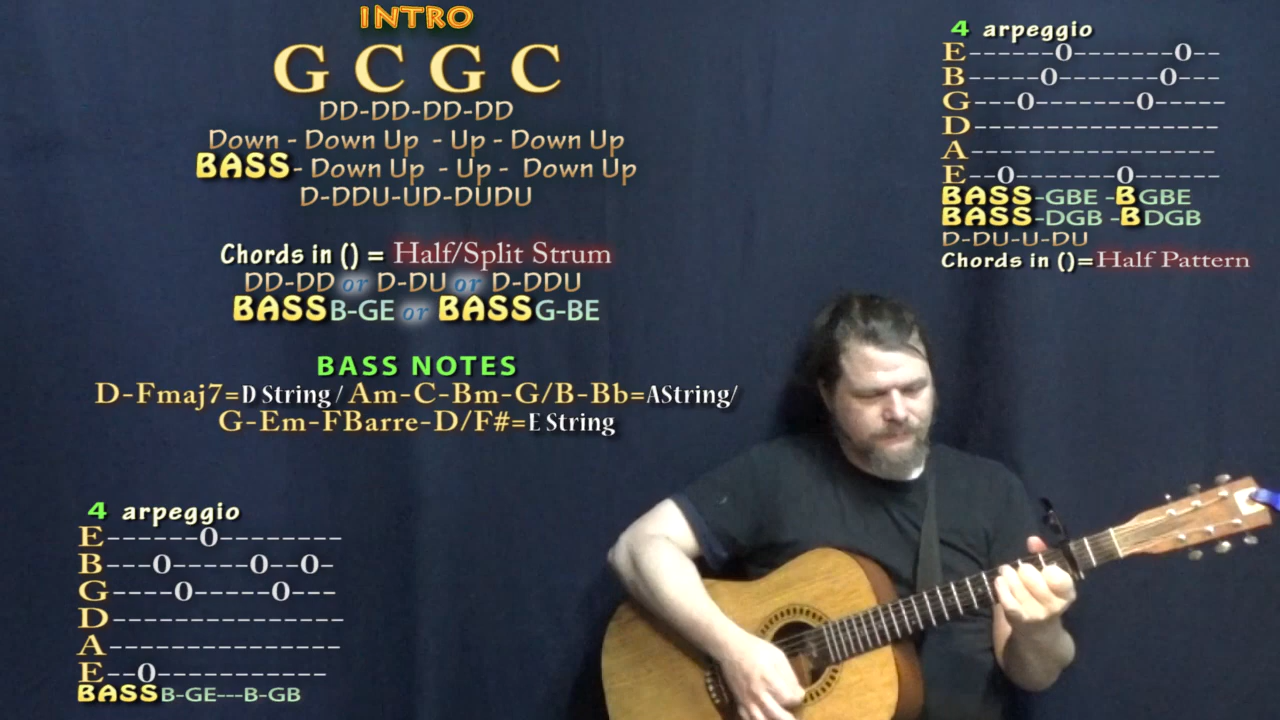 INTRO
G C G C
DD-DD-DD-DD
Down - Down Up - Up - Down Up
BASS- Down Up - Up - Down Up
D-DDU-UD-DUDU
Chords in () = Half/Split Strum
DD-DD or D-DU or D-DDU
BASSB-GE or BASSG-BE
BASS NOTES
D-Fmaj7=D String / Am-C-Bm-G/B-Bb=AString/
G-Em-FBarre-D/F#=E String
4 arpeggio
E------0--------
B---0-----0--0-
G----0-----0---
D---------------
A---------------
E--0-----------
BASSB-GE---B-GB
4 arpeggio
E--------0-------0--
B-------0-------0---
G---0-------0-----
D------------------
A------------------
E--0-------0------
BASS-GBE -BGBE
BASS-DGB -BDGB
D-DU-U-DU
Chords in ()=Half Pattern